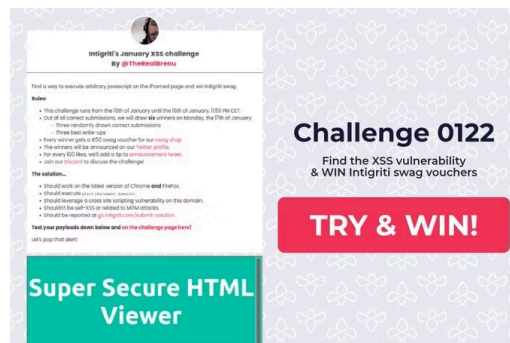 Intigriti's January XSS challenge
By @TheRealBrenu
Find a way to execute arbitrary javascript on the iFramed page and win Intigriti swag.
Rules:
This challenge runs from the 10th of January until the 16th of January, 11:59 PM CET.
Out of all correct submissions, we will draw six winners on Monday, the 17th of January:
Three randomly drawn correct submissions
Three best write-ups
Every winner gets a €50 swag voucher for our swag shop
The winners will be announced on our Twitter profile.
For every 100 likes, we'll add a tip to announcement tweet.
Join our Discord to discuss the challenge!
The solution...
Should work on the latest version of Chrome and FireFox.
Should execute alert(document.domain).
Should leverage a cross site scripting vulnerability on this domain.
Shouldn't be self-XSS or related to MiTM attacks.
Should be reported at go.intigriti.com/submit-solution.
Test your payloads down below and on the challenge page here!
Let's pop that alert!
Super Secure HTML
Viewer
Challenge 0122
Find the XSS vulnerability
& WIN Intigriti swag vouchers
TRY & WIN!